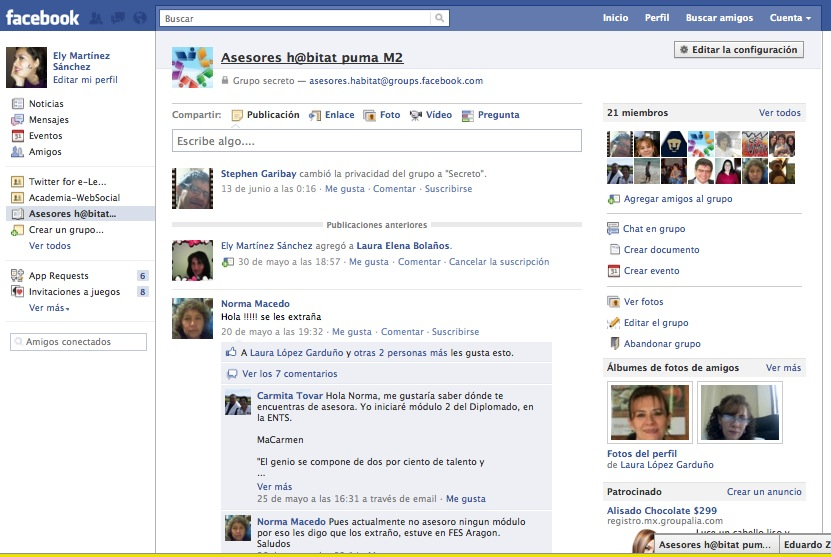 facebook
Buscar
Inicio Perfil Buscar amigos Cuenta
Ely Martínez
Sánchez
Editar mi perfil
Noticias
Mensajes
Eventos
Amigos
Twitter for e-Le...
Academia-WebSocial
Asesores h@bitat...
Crear un grupo...
Ver todos
App Requests 6
Invitaciones a juegos 8
Ver más
Amigos conectados
Asesores h@bitat puma M2
Grupo secreto — asesores.habitat@groups.facebook.com
Editar la configuración
Compartir: Publicación Enlace Foto Vídeo Pregunta
Escribe algo....
Stephen Garibay cambió la privacidad del grupo a "Secreto".
13 de junio a las 0:16 · Me gusta · Comentar · Suscribirse
Publicaciones anteriores
Ely Martínez Sánchez agregó a Laura Elena Bolaños.
30 de mayo a las 18:57 · Me gusta · Comentar · Cancelar la suscripción
Norma Macedo
Hola !!!!! se les extraña
20 de mayo a las 19:32 · Me gusta · Comentar · Suscribirse
A Laura López Garduño y otras 2 personas más les gusta esto.
Ver los 7 comentarios
Carmita Tovar Hola Norma, me gustaría saber dónde te
encuentras de asesora. Yo iniciaré módulo 2 del Diplomado, en
la ENTS.
MaCarmen
"El genio se compone de dos por ciento de talento y
...
Ver más
25 de mayo a las 16:31 a través de email · Me gusta
Norma Macedo Pues actualmente no asesoro ningun módulo
por eso les digo que los extraño, estuve en FES Aragon.
Saludos
21 miembros Ver todos
Agregar amigos al grupo
Chat en grupo
Crear documento
Crear evento
Ver fotos
Editar el grupo
Abandonar grupo
Álbumes de fotos de amigos Ver más
Fotos del perfil
de Laura López Garduño
Patrocinado Crear un anuncio
Alisado Chocolate $299
registro.mx.groupalia.com
Luce un cabello liso y
Asesores h@bitat pum... Eduardo Z